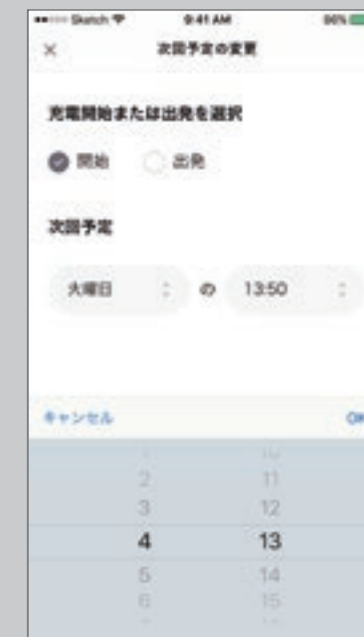 Sketch 9:41 AM
× 次回予定の変更
充電開始または出発を選択
開始 出発
次回予定
火曜日 の 13:50
キャンセル OK
2 11
3 12
4 13
5 14
6 15